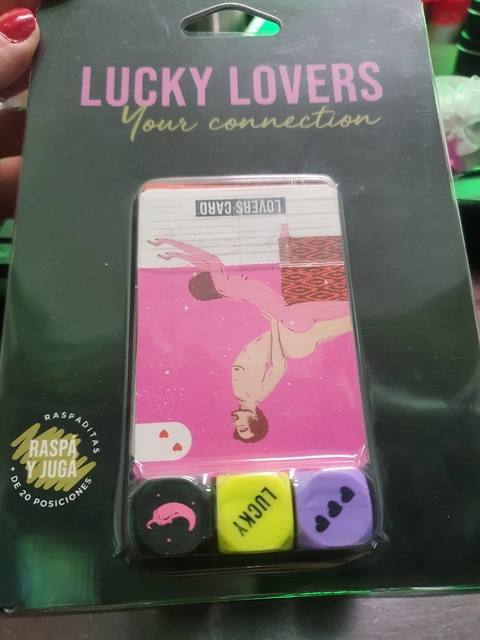 LUCKY LOVERS
Your connection
LOVERS CARD
RASPADITAS
RASPÁ
Y JUGÁ
+ DE 20 POSICIONES
LUCKY